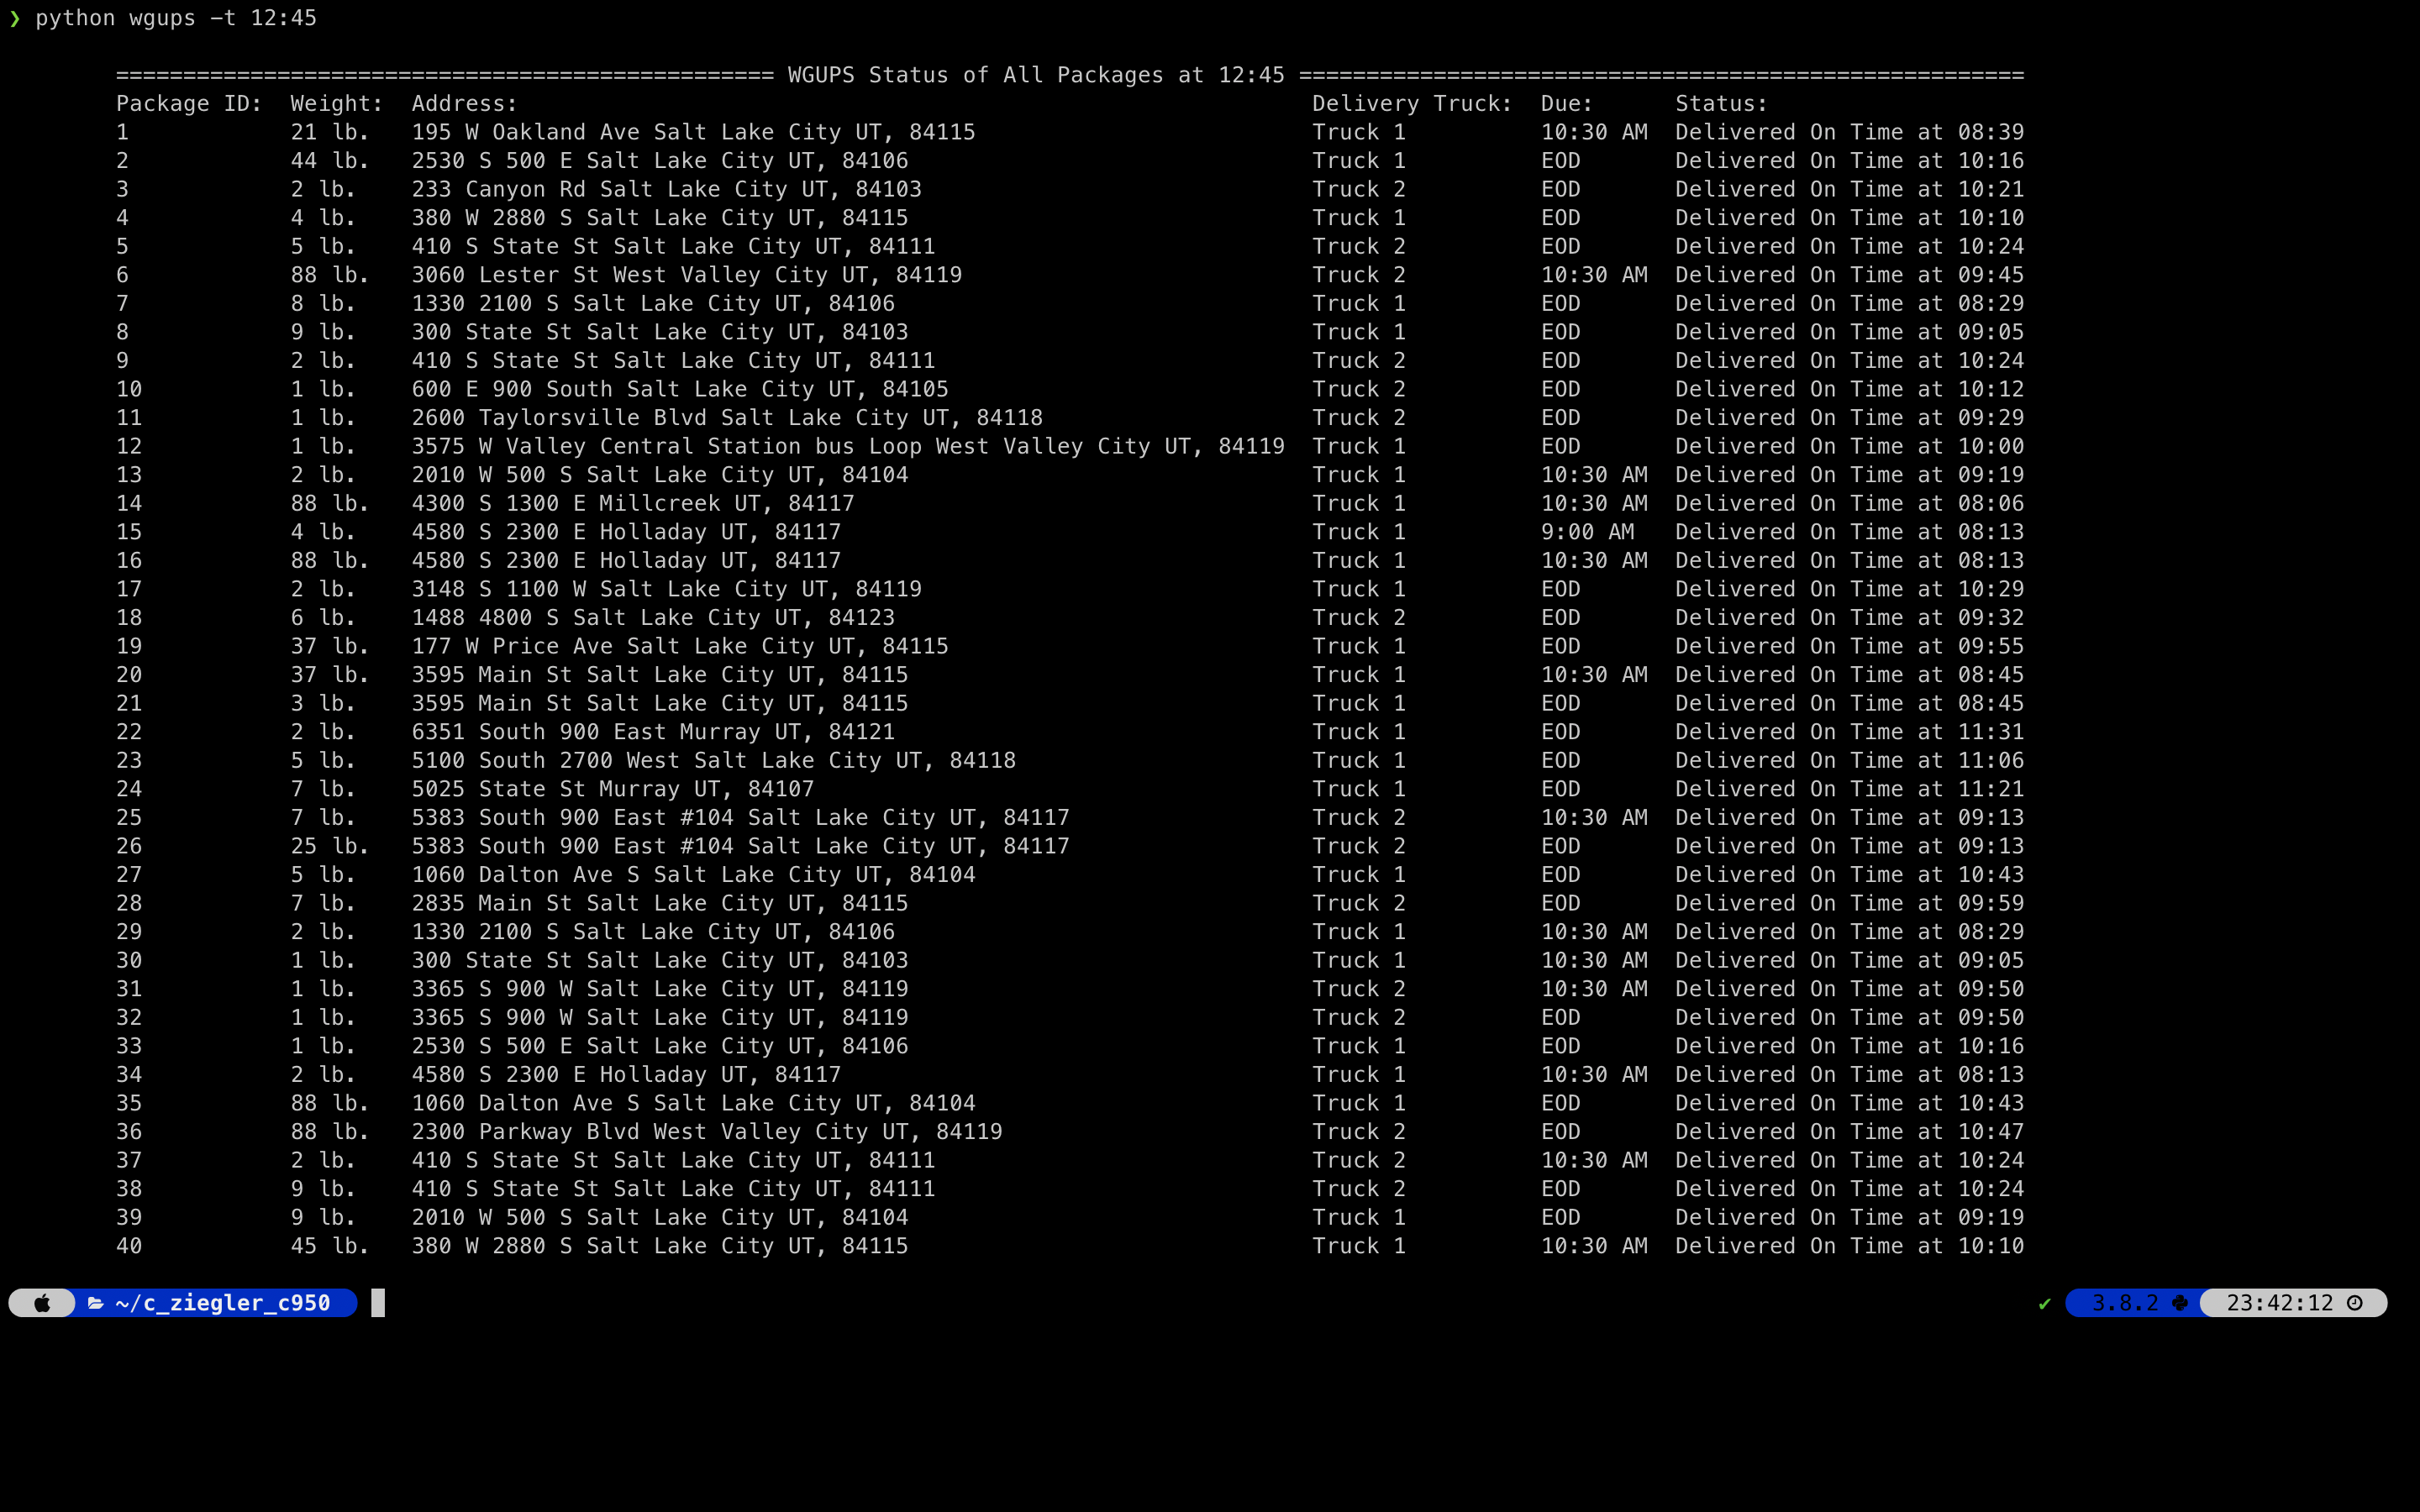 ❯ python wgups -t 12:45
================================================= WGUPS Status of All Packages at 12:45 ======================================================
Package ID:  Weight:  Address:  Delivery Truck:  Due:  Status:
1  21 lb.  195 W Oakland Ave Salt Lake City UT, 84115  Truck 1  10:30 AM  Delivered On Time at 08:39
2  44 lb.  2530 S 500 E Salt Lake City UT, 84106  Truck 1  EOD  Delivered On Time at 10:16
3  2 lb.  233 Canyon Rd Salt Lake City UT, 84103  Truck 2  EOD  Delivered On Time at 10:21
4  4 lb.  380 W 2880 S Salt Lake City UT, 84115  Truck 1  EOD  Delivered On Time at 10:10
5  5 lb.  410 S State St Salt Lake City UT, 84111  Truck 2  EOD  Delivered On Time at 10:24
6  88 lb.  3060 Lester St West Valley City UT, 84119  Truck 2  10:30 AM  Delivered On Time at 09:45
7  8 lb.  1330 2100 S Salt Lake City UT, 84106  Truck 1  EOD  Delivered On Time at 08:29
8  9 lb.  300 State St Salt Lake City UT, 84103  Truck 1  EOD  Delivered On Time at 09:05
9  2 lb.  410 S State St Salt Lake City UT, 84111  Truck 2  EOD  Delivered On Time at 10:24
10  1 lb.  600 E 900 South Salt Lake City UT, 84105  Truck 2  EOD  Delivered On Time at 10:12
11  1 lb.  2600 Taylorsville Blvd Salt Lake City UT, 84118  Truck 2  EOD  Delivered On Time at 09:29
12  1 lb.  3575 W Valley Central Station bus Loop West Valley City UT, 84119  Truck 1  EOD  Delivered On Time at 10:00
13  2 lb.  2010 W 500 S Salt Lake City UT, 84104  Truck 1  10:30 AM  Delivered On Time at 09:19
14  88 lb.  4300 S 1300 E Millcreek UT, 84117  Truck 1  10:30 AM  Delivered On Time at 08:06
15  4 lb.  4580 S 2300 E Holladay UT, 84117  Truck 1  9:00 AM  Delivered On Time at 08:13
16  88 lb.  4580 S 2300 E Holladay UT, 84117  Truck 1  10:30 AM  Delivered On Time at 08:13
17  2 lb.  3148 S 1100 W Salt Lake City UT, 84119  Truck 1  EOD  Delivered On Time at 10:29
18  6 lb.  1488 4800 S Salt Lake City UT, 84123  Truck 2  EOD  Delivered On Time at 09:32
19  37 lb.  177 W Price Ave Salt Lake City UT, 84115  Truck 1  EOD  Delivered On Time at 09:55
20  37 lb.  3595 Main St Salt Lake City UT, 84115  Truck 1  10:30 AM  Delivered On Time at 08:45
21  3 lb.  3595 Main St Salt Lake City UT, 84115  Truck 1  EOD  Delivered On Time at 08:45
22  2 lb.  6351 South 900 East Murray UT, 84121  Truck 1  EOD  Delivered On Time at 11:31
23  5 lb.  5100 South 2700 West Salt Lake City UT, 84118  Truck 1  EOD  Delivered On Time at 11:06
24  7 lb.  5025 State St Murray UT, 84107  Truck 1  EOD  Delivered On Time at 11:21
25  7 lb.  5383 South 900 East #104 Salt Lake City UT, 84117  Truck 2  10:30 AM  Delivered On Time at 09:13
26  25 lb.  5383 South 900 East #104 Salt Lake City UT, 84117  Truck 2  EOD  Delivered On Time at 09:13
27  5 lb.  1060 Dalton Ave S Salt Lake City UT, 84104  Truck 1  EOD  Delivered On Time at 10:43
28  7 lb.  2835 Main St Salt Lake City UT, 84115  Truck 2  EOD  Delivered On Time at 09:59
29  2 lb.  1330 2100 S Salt Lake City UT, 84106  Truck 1  10:30 AM  Delivered On Time at 08:29
30  1 lb.  300 State St Salt Lake City UT, 84103  Truck 1  10:30 AM  Delivered On Time at 09:05
31  1 lb.  3365 S 900 W Salt Lake City UT, 84119  Truck 2  10:30 AM  Delivered On Time at 09:50
32  1 lb.  3365 S 900 W Salt Lake City UT, 84119  Truck 2  EOD  Delivered On Time at 09:50
33  1 lb.  2530 S 500 E Salt Lake City UT, 84106  Truck 1  EOD  Delivered On Time at 10:16
34  2 lb.  4580 S 2300 E Holladay UT, 84117  Truck 1  10:30 AM  Delivered On Time at 08:13
35  88 lb.  1060 Dalton Ave S Salt Lake City UT, 84104  Truck 1  EOD  Delivered On Time at 10:43
36  88 lb.  2300 Parkway Blvd West Valley City UT, 84119  Truck 2  EOD  Delivered On Time at 10:47
37  2 lb.  410 S State St Salt Lake City UT, 84111  Truck 2  10:30 AM  Delivered On Time at 10:24
38  9 lb.  410 S State St Salt Lake City UT, 84111  Truck 2  EOD  Delivered On Time at 10:24
39  9 lb.  2010 W 500 S Salt Lake City UT, 84104  Truck 1  EOD  Delivered On Time at 09:19
40  45 lb.  380 W 2880 S Salt Lake City UT, 84115  Truck 1  10:30 AM  Delivered On Time at 10:10
~/c_ziegler_c950  ✔  3.8.2  23:42:12